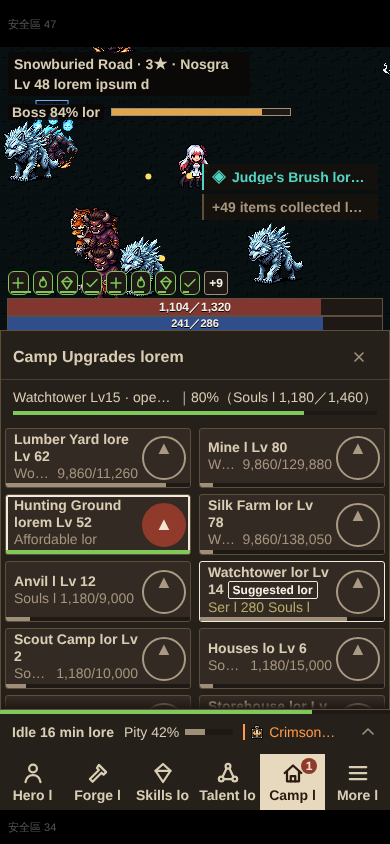 安全區 47
Snowburied Road · 3★ · Nosgra
Lv 48 lorem ipsum d
Boss 84% lor
Judge's Brush lor…
+49 items collected l…
+9
1,104／1,320
241／286
Camp Upgrades lorem
Watchtower Lv15 · ope… ｜80%（Souls l 1,180／1,460）
Lumber Yard lore Lv 62
Wo… 9,860/11,260
Mine l Lv 80
W… 9,860/129,880
Hunting Ground lorem Lv 52
Affordable lor
Silk Farm lor Lv 78
W… 9,860/138,050
Anvil l Lv 12
Souls l 1,180/9,000
Watchtower lor Lv 14 Suggested lor
Ser l 280 Souls l
Scout Camp lor Lv 2
So… 1,180/10,000
Houses lo Lv 6
So… 1,180/15,000
Storehouse lor Lv
Idle 16 min lore Pity 42% Crimson…
Hero l Forge l Skills lo Talent lo Camp l 1 More l
安全區 34